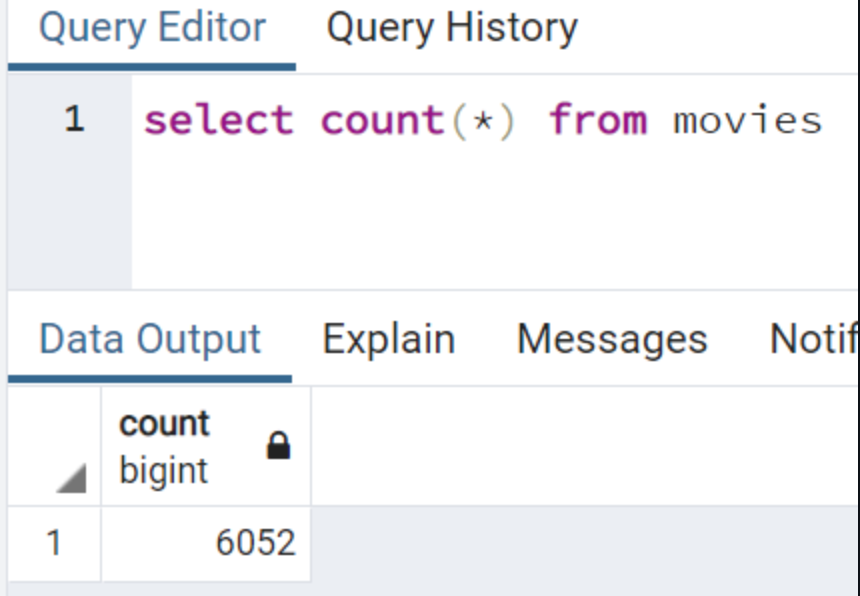 Query Editor Query History
1 select count(*) from movies
Data Output Explain Messages Notif
count
bigint
1 6052